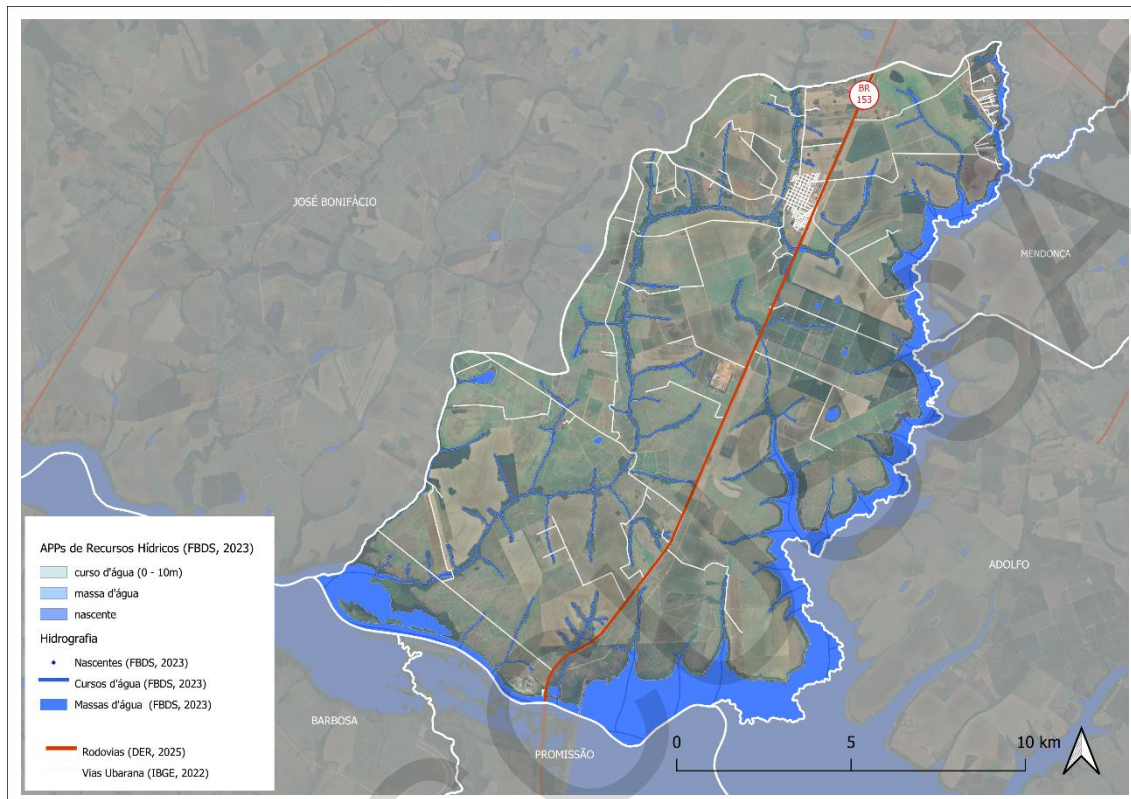 BR
153
JOSÉ BONIFÁCIO
MENDONÇA
ADOLFO
BARBOSA
PROMISSÃO
APPs de Recursos Hídricos (FBDS, 2023)
curso d'água (0 - 10m)
massa d'água
nascente
Hidrografia
Nascentes (FBDS, 2023)
Cursos d'água (FBDS, 2023)
Massas d'água (FBDS, 2023)
Rodovias (DER, 2025)
Vias Ubarana (IBGE, 2022)
0 5 10 km